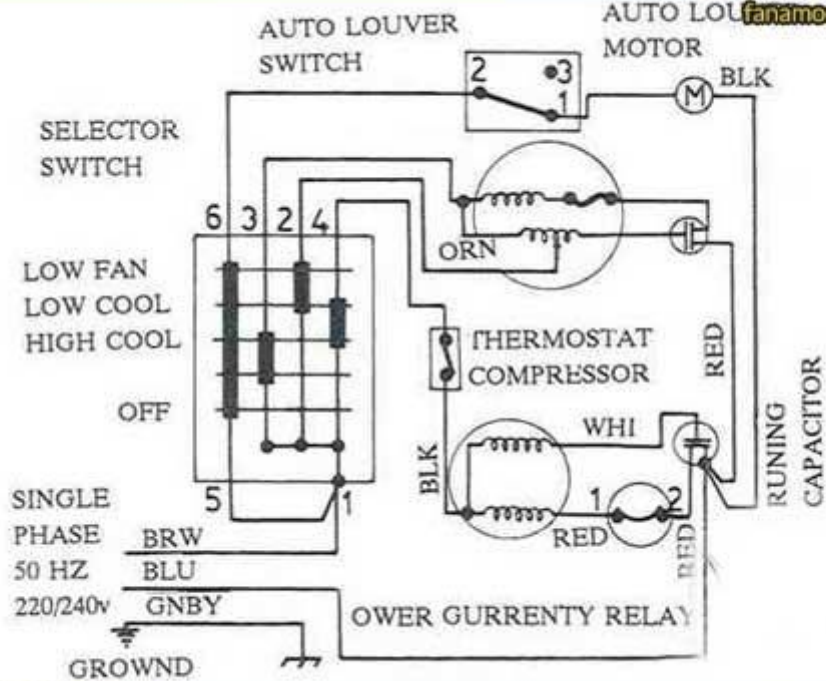 AUTO LOUVER
SWITCH
AUTO LOU
MOTOR
fanamo
2
3
1
M
BLK
SELECTOR
SWITCH
6 3 2 4
ORN
LOW FAN
LOW COOL
HIGH COOL
OFF
THERMOSTAT
COMPRESSOR
RED
RUNING
CAPACITOR
WHI
BLK
1
2
RED
RED
5
1
SINGLE
PHASE
50 HZ
220/240v
BRW
BLU
GNBY
OWER GURRENTY RELAY
GROWND